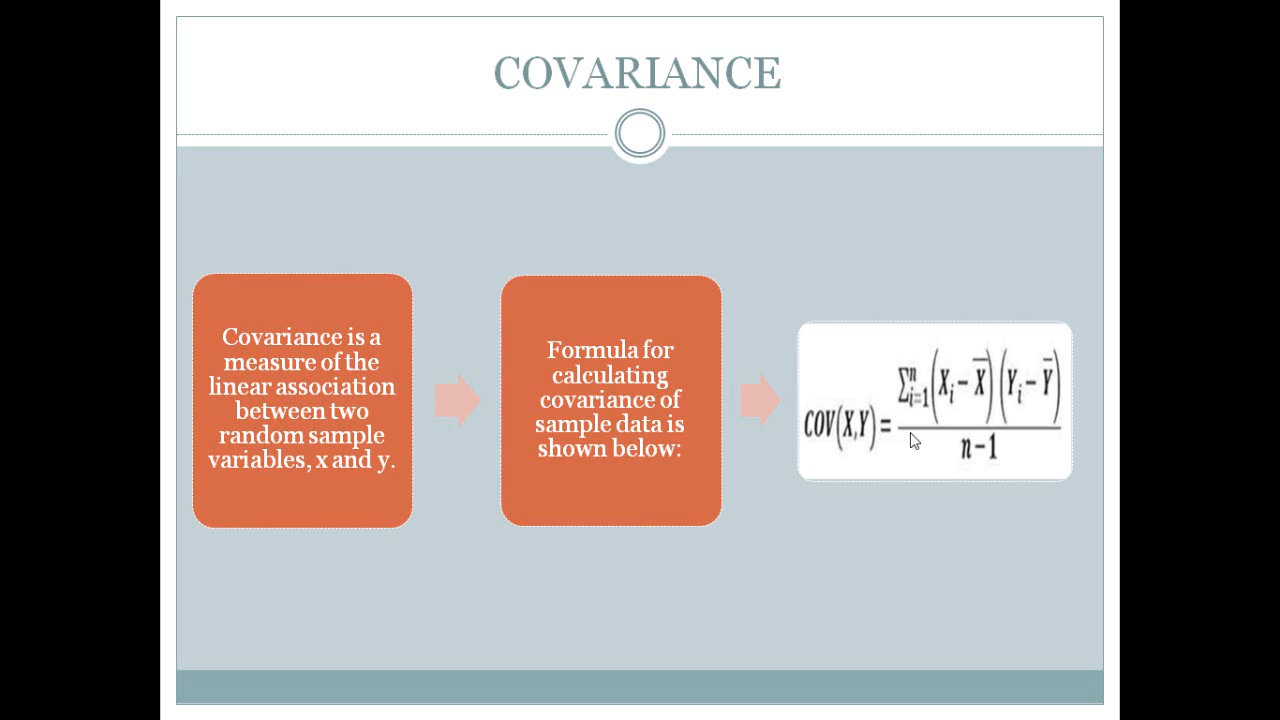 COVARIANCE
Covariance is a
measure of the
linear association
between two
random sample
variables, x and y.
Formula for
calculating
covariance of
sample data is
shown below:
COV(X,Y) = ∑ⁿᵢ₌₁(Xᵢ − X̅)(Yᵢ − Y̅)
n − 1